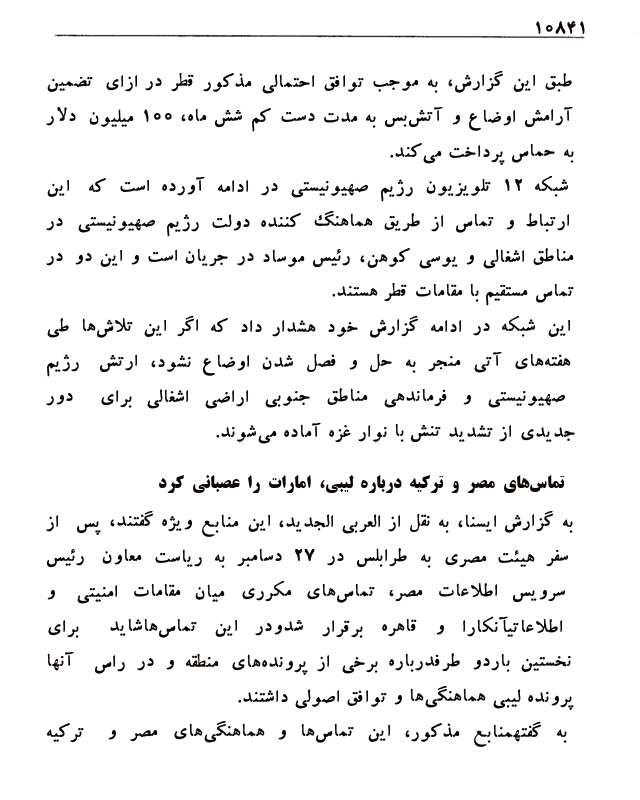 ۱۰۸۴۱
طبق این گزارش، به موجب توافق احتمالی مذکور قطر در ازای تضمین
آرامش اوضاع و آتش‌بس به مدت دست کم شش ماه، ۱۰۰ میلیون دلار
به حماس پرداخت می‌کند.
شبکه ۱۲ تلویزیون رژیم صهیونیستی در ادامه آورده است که این
ارتباط و تماس از طریق هماهنگ کننده دولت رژیم صهیونیستی در
مناطق اشغالی و یوسی کوهن، رئیس موساد در جریان است و این دو در
تماس مستقیم با مقامات قطر هستند.
این شبکه در ادامه گزارش خود هشدار داد که اگر این تلاش‌ها طی
هفته‌های آتی منجر به حل و فصل شدن اوضاع نشود، ارتش رژیم
صهیونیستی و فرماندهی مناطق جنوبی اراضی اشغالی برای دور
جدیدی از تشدید تنش با نوار غزه آماده می‌شوند.
تماس‌های مصر و ترکیه درباره لیبی، امارات را عصبانی کرد
به گزارش ایسنا، به نقل از العربی الجدید، این منابع ویژه گفتند، پس از
سفر هیئت مصری به طرابلس در ۲۷ دسامبر به ریاست معاون رئیس
سرویس اطلاعات مصر، تماس‌های مکرری میان مقامات امنیتی و
اطلاعاتیآنکارا و قاهره برقرار شدودر این تماس‌هاشاید برای
نخستین باردو طرفدرباره برخی از پرونده‌های منطقه و در راس آنها
پرونده لیبی هماهنگی‌ها و توافق اصولی داشتند.
به گفتهمنابع مذکور، این تماس‌ها و هماهنگی‌های مصر و ترکیه